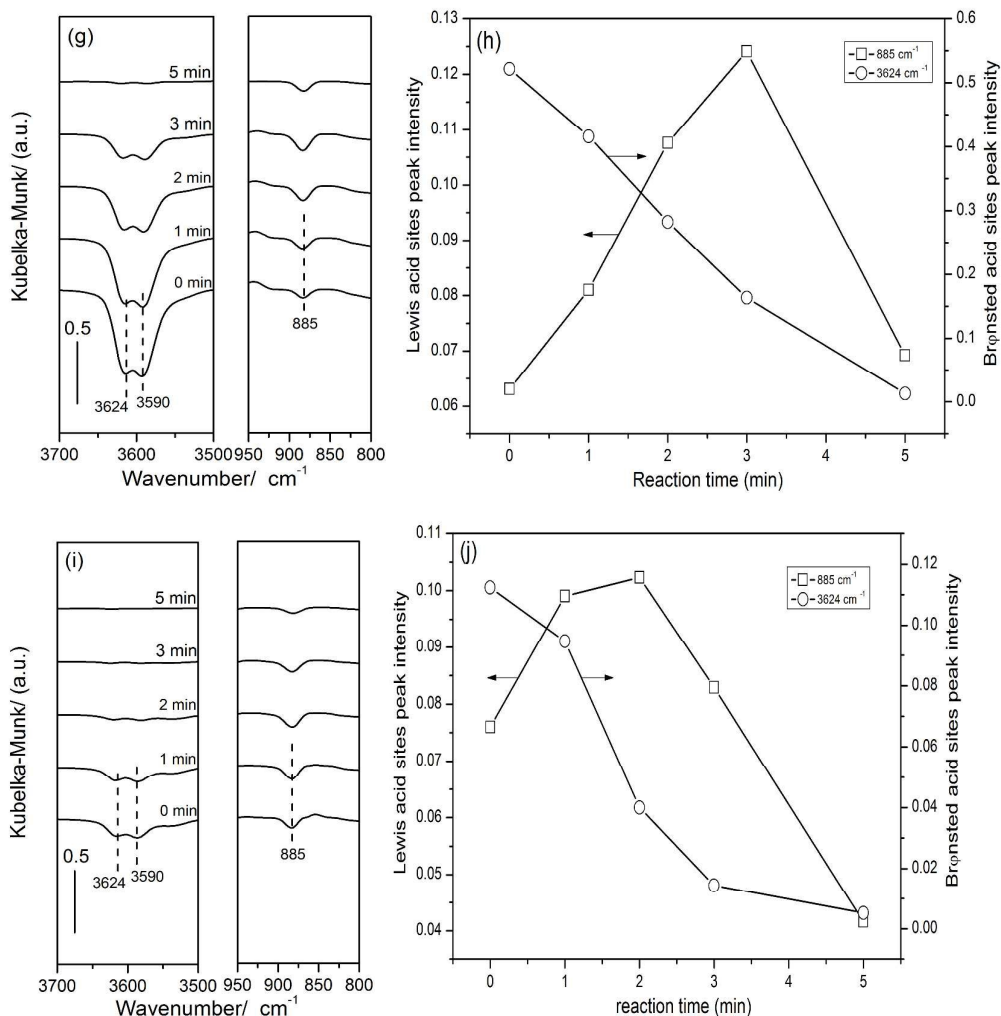 (g)
5 min
3 min
2 min
1 min
0 min
0.5
3624
3590
885
Kubelka-Munk/ (a.u.)
3700 3600 3500
950 900 850 800
Wavenumber/ cm-1
(h)
885 cm-1
3624 cm-1
Lewis acid sites peak intensity
0.13
0.12
0.11
0.10
0.09
0.08
0.07
0.06
Brφnsted acid sites peak intensity
0.6
0.5
0.4
0.3
0.2
0.1
0.0
0 1 2 3 4 5
Reaction time (min)
(i)
5 min
3 min
2 min
1 min
0 min
0.5
3624
3590
885
Kubelka-Munk/ (a.u.)
3700 3600 3500
950 900 850 800
Wavenumber/ cm-1
(j)
885 cm-1
3624 cm-1
Lewis acid sites peak intensity
0.11
0.10
0.09
0.08
0.07
0.06
0.05
0.04
Brφnsted acid sites peak intensity
0.12
0.10
0.08
0.06
0.04
0.02
0.00
0 1 2 3 4 5
reaction time (min)